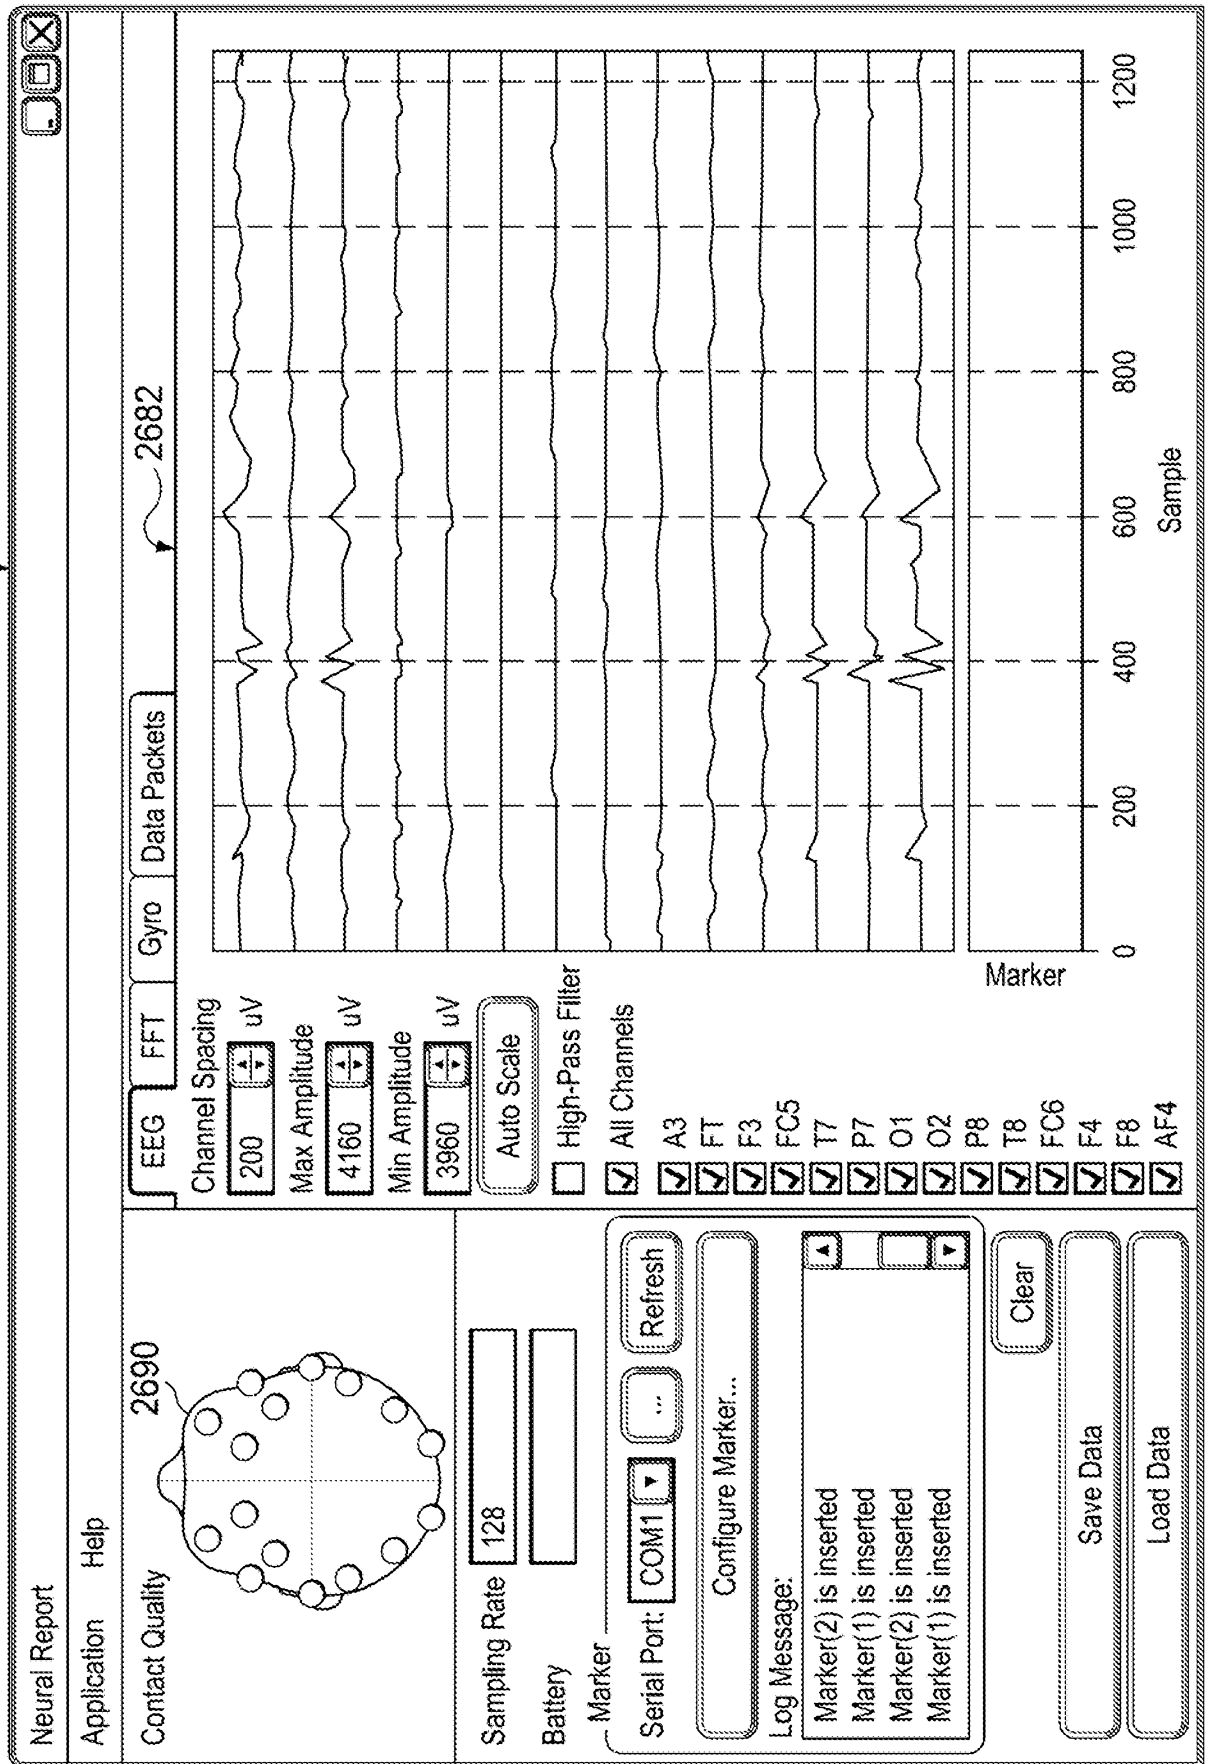 Neural Report
Application Help
Contact Quality
2690
Sampling Rate 128
Battery
Marker
Serial Port: COM1 ... Refresh
Configure Marker...
Log Message:
Marker(2) is inserted
Marker(1) is inserted
Marker(2) is inserted
Marker(1) is inserted
Clear
Save Data
Load Data
EEG FFT Gyro Data Packets
2682
Channel Spacing
200 uV
Max Amplitude
4160 uV
Min Amplitude
3960 uV
Auto Scale
High-Pass Filter
All Channels
A3
FT
F3
FC5
T7
P7
O1
O2
P8
T8
FC6
F4
F8
AF4
Marker
0 200 400 600 800 1000 1200
Sample